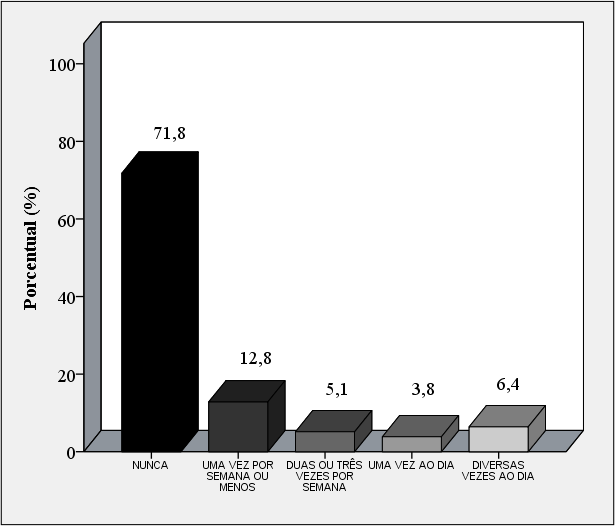 Porcentual (%)
100
80
60
40
20
0
71,8
12,8
5,1
3,8
6,4
NUNCA
UMA VEZ POR
SEMANA OU
MENOS
DUAS OU TRÊS
VEZES POR
SEMANA
UMA VEZ AO DIA
DIVERSAS
VEZES AO DIA